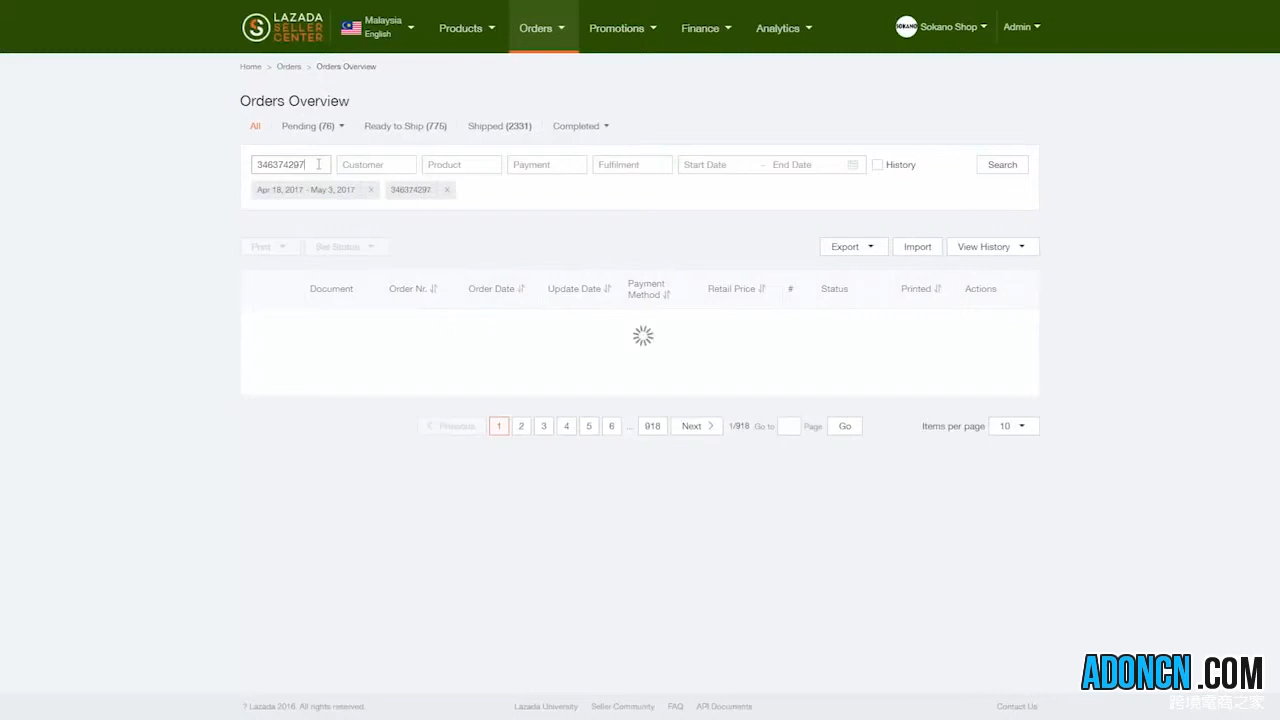 LAZADA
SELLER
CENTER
Malaysia
English
Products
Orders
Promotions
Finance
Analytics
SOKANO
Sokano Shop
Admin
Home > Orders > Orders Overview
Orders Overview
All
Pending (76)
Ready to Ship (775)
Shipped (2331)
Completed
346374297
Customer
Product
Payment
Fulfilment
Start Date – End Date
History
Search
Apr 18, 2017 - May 3, 2017 ×
346374297 ×
Print
Set Status
Export
Import
View History
Document
Order Nr.
Order Date
Update Date
Payment
Method
Retail Price
#
Status
Printed
Actions
< Previous 1 2 3 4 5 6 ... 918 Next > 1/918 Go to Page Go
Items per page 10
ADONCN.COM
跨境電商之家
? Lazada 2016. All rights reserved.
Lazada University
Seller Community
FAQ
API Documents
Contact Us